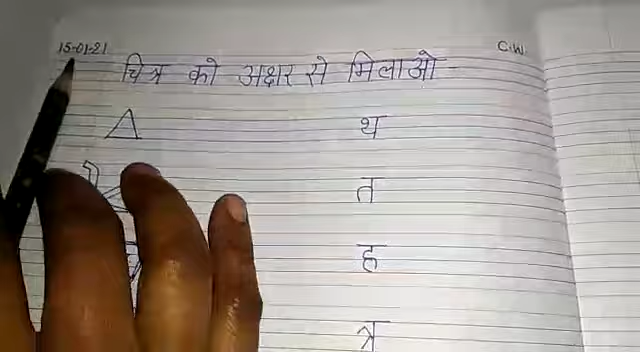 15-01-21 C.W.
चित्र को अक्षर से मिलाओ
थ
त
ह
त्र